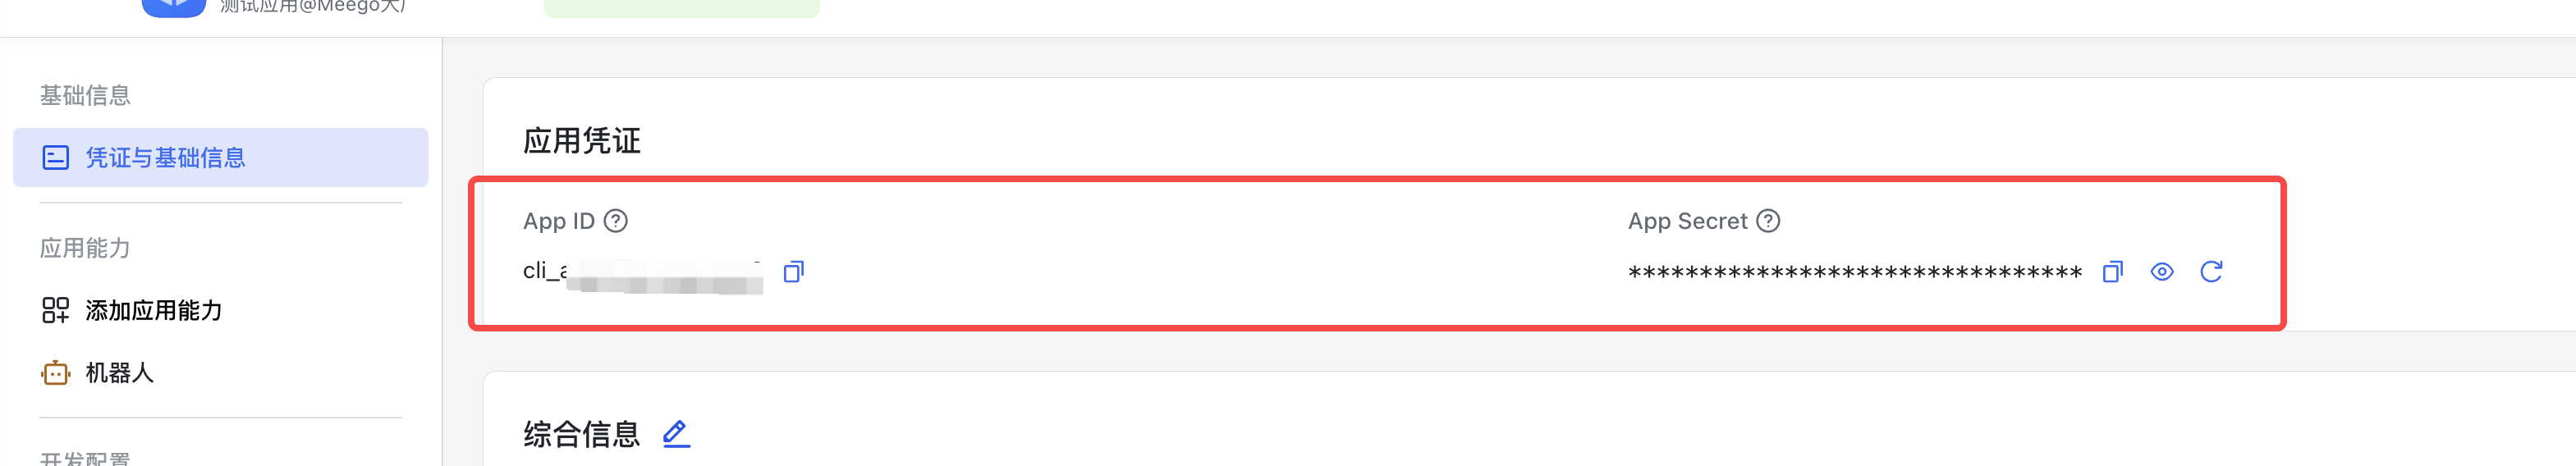 测试应用@Meego大厂
基础信息
凭证与基础信息
应用能力
添加应用能力
机器人
开发配置
应用凭证
App ID
App Secret
cli_a
********************************
综合信息